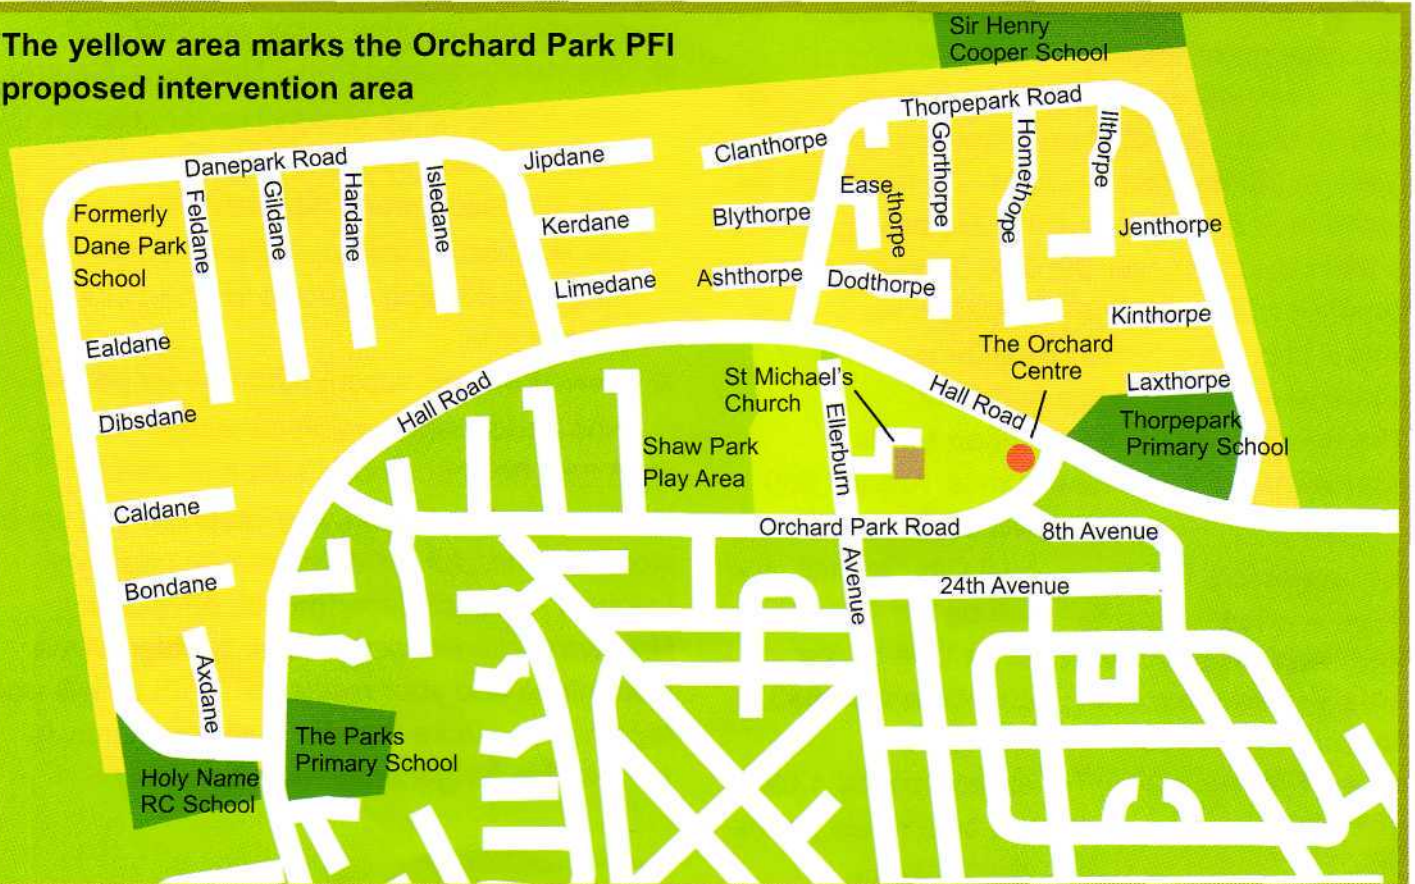 The yellow area marks the Orchard Park PFI
proposed intervention area
Sir Henry
Cooper School
Thorpepark Road
Danepark Road
Jipdane
Clanthorpe
Gorthorpe
Homethorpe
Ilthorpe
Formerly
Dane Park
School
Feldane
Gildane
Hardane
Isledane
Kerdane
Blythorpe
Ease
thorpe
Jenthorpe
Limedane
Ashthorpe
Dodthorpe
Kinthorpe
Ealdane
The Orchard
Centre
Dibsdane
Hall Road
St Michael's
Church
Hall Road
Laxthorpe
Thorpepark
Primary School
Shaw Park
Play Area
Ellerburn
Avenue
Caldane
Orchard Park Road
8th Avenue
Bondane
24th Avenue
Axdane
The Parks
Primary School
Holy Name
RC School